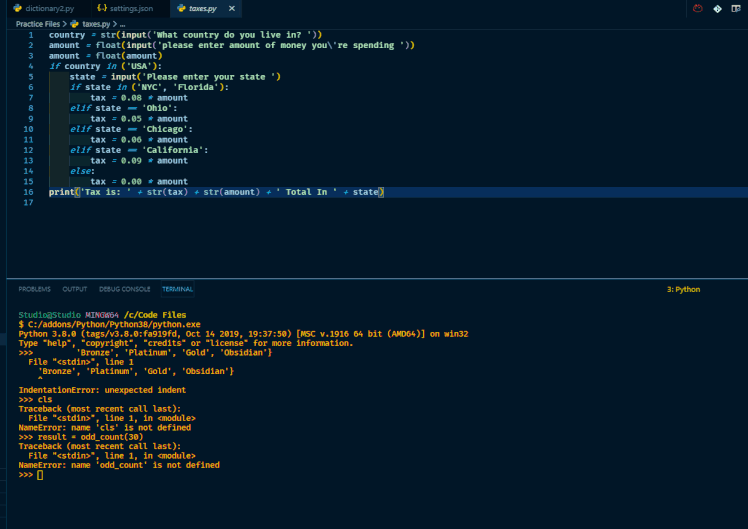 dictionary2.py {..} settings.json taxes.py ×
Practice Files > taxes.py > ...
1 country = str(input('What country do you live in? '))
2 amount = float(input('please enter amount of money you\'re spending '))
3 amount = float(amount)
4 if country in ('USA'):
5 state = input('Please enter your state ')
6 if state in ('NYC', 'Florida'):
7 tax = 0.08 * amount
8 elif state == 'Ohio':
9 tax = 0.05 * amount
10 elif state == 'Chicago':
11 tax = 0.06 * amount
12 elif state == 'California':
13 tax = 0.09 * amount
14 else:
15 tax = 0.00 * amount
16 print('Tax is: ' + str(tax) + str(amount) + ' Total In ' + state)
17
PROBLEMS OUTPUT DEBUG CONSOLE TERMINAL 3: Python
Studio@Studio MINGW64 /c/Code Files
$ C:/addons/Python/Python38/python.exe
Python 3.8.0 (tags/v3.8.0:fa919fd, Oct 14 2019, 19:37:50) [MSC v.1916 64 bit (AMD64)] on win32
Type "help", "copyright", "credits" or "license" for more information.
>>> 'Bronze', 'Platinum', 'Gold', 'Obsidian'}
File "<stdin>", line 1
'Bronze', 'Platinum', 'Gold', 'Obsidian'}
^
IndentationError: unexpected indent
>>> cls
Traceback (most recent call last):
File "<stdin>", line 1, in <module>
NameError: name 'cls' is not defined
>>> result = odd_count(30)
Traceback (most recent call last):
File "<stdin>", line 1, in <module>
NameError: name 'odd_count' is not defined
>>>